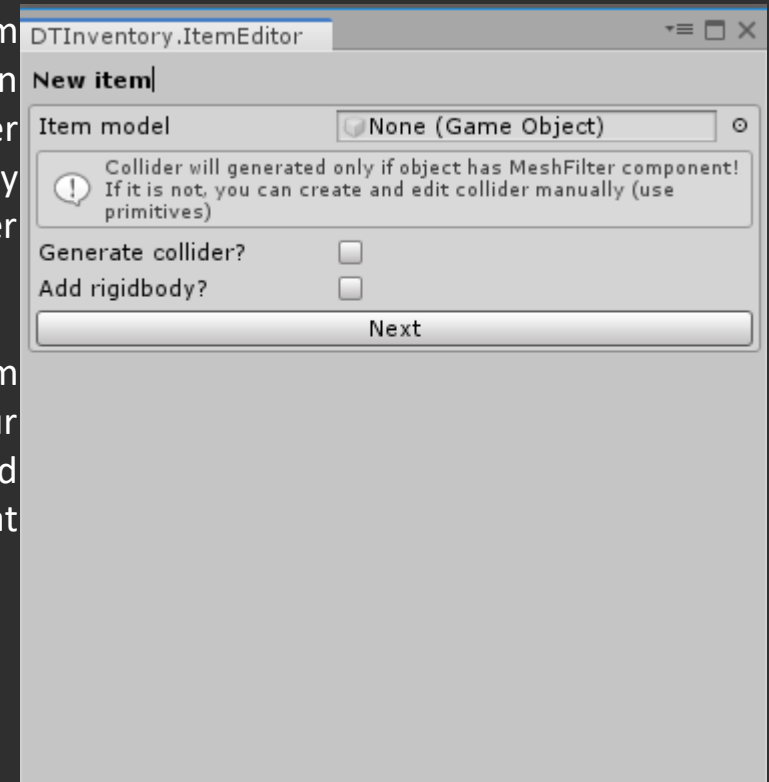 DTInventory.ItemEditor
New item
Item model
None (Game Object)
Collider will generated only if object has MeshFilter component!
If it is not, you can create and edit collider manually (use
primitives)
Generate collider?
Add rigidbody?
Next